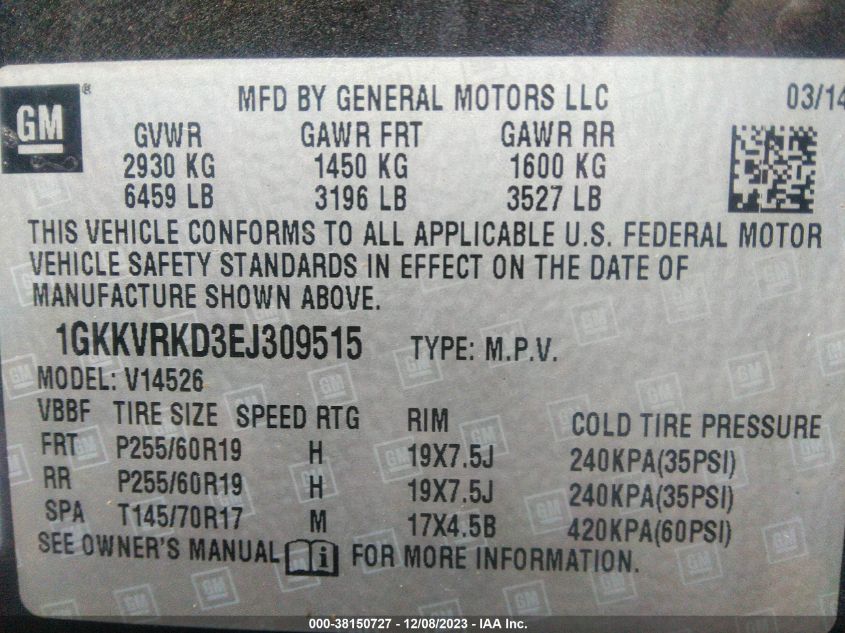 GM ®
MFD BY GENERAL MOTORS LLC 03/14
GVWR GAWR FRT GAWR RR
2930 KG 1450 KG 1600 KG
6459 LB 3196 LB 3527 LB
THIS VEHICLE CONFORMS TO ALL APPLICABLE U.S. FEDERAL MOTOR
VEHICLE SAFETY STANDARDS IN EFFECT ON THE DATE OF
MANUFACTURE SHOWN ABOVE.
1GKKVRKD3EJ309515 TYPE: M.P.V.
MODEL: V14526
VBBF TIRE SIZE SPEED RTG RIM COLD TIRE PRESSURE
FRT P255/60R19 H 19X7.5J 240KPA(35PSI)
RR P255/60R19 H 19X7.5J 240KPA(35PSI)
SPA T145/70R17 M 17X4.5B 420KPA(60PSI)
SEE OWNER'S MANUAL i FOR MORE INFORMATION.
000-38150727 - 12/08/2023 - IAA Inc.